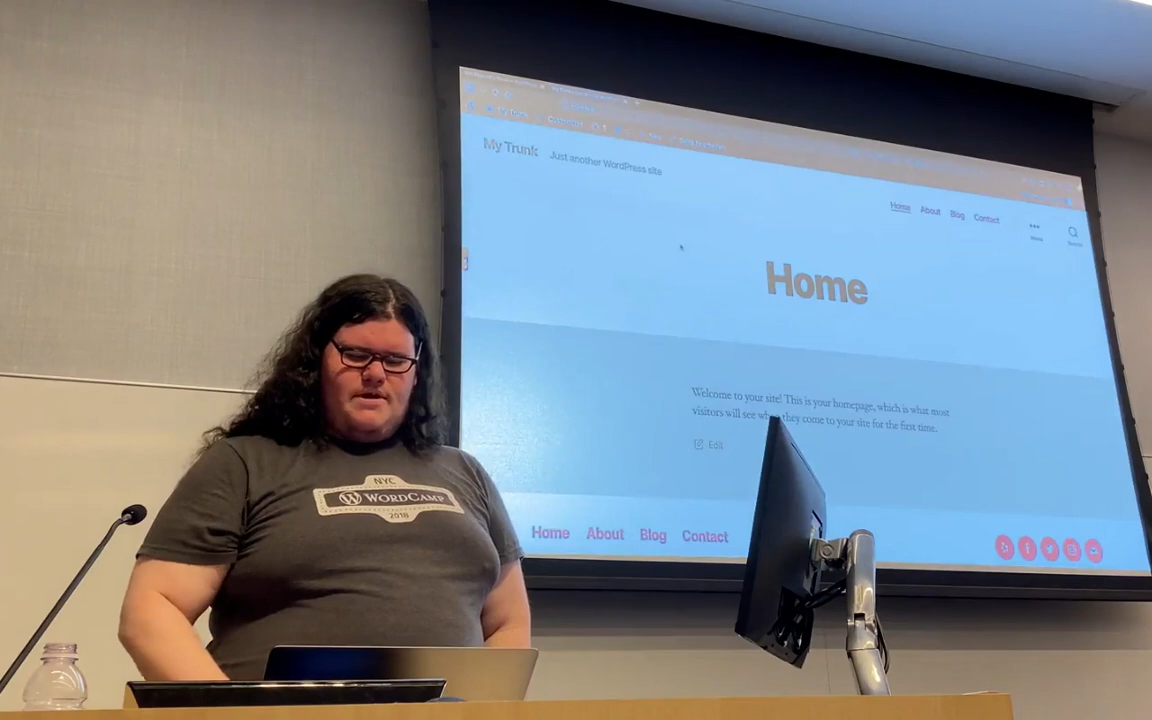 My Trunk
Just another WordPress site
Home About Blog Contact
Home
Welcome to your site! This is your homepage, which is what most
visitors will see when they come to your site for the first time.
Edit
Home About Blog Contact
NYC
WORDCAMP
2018